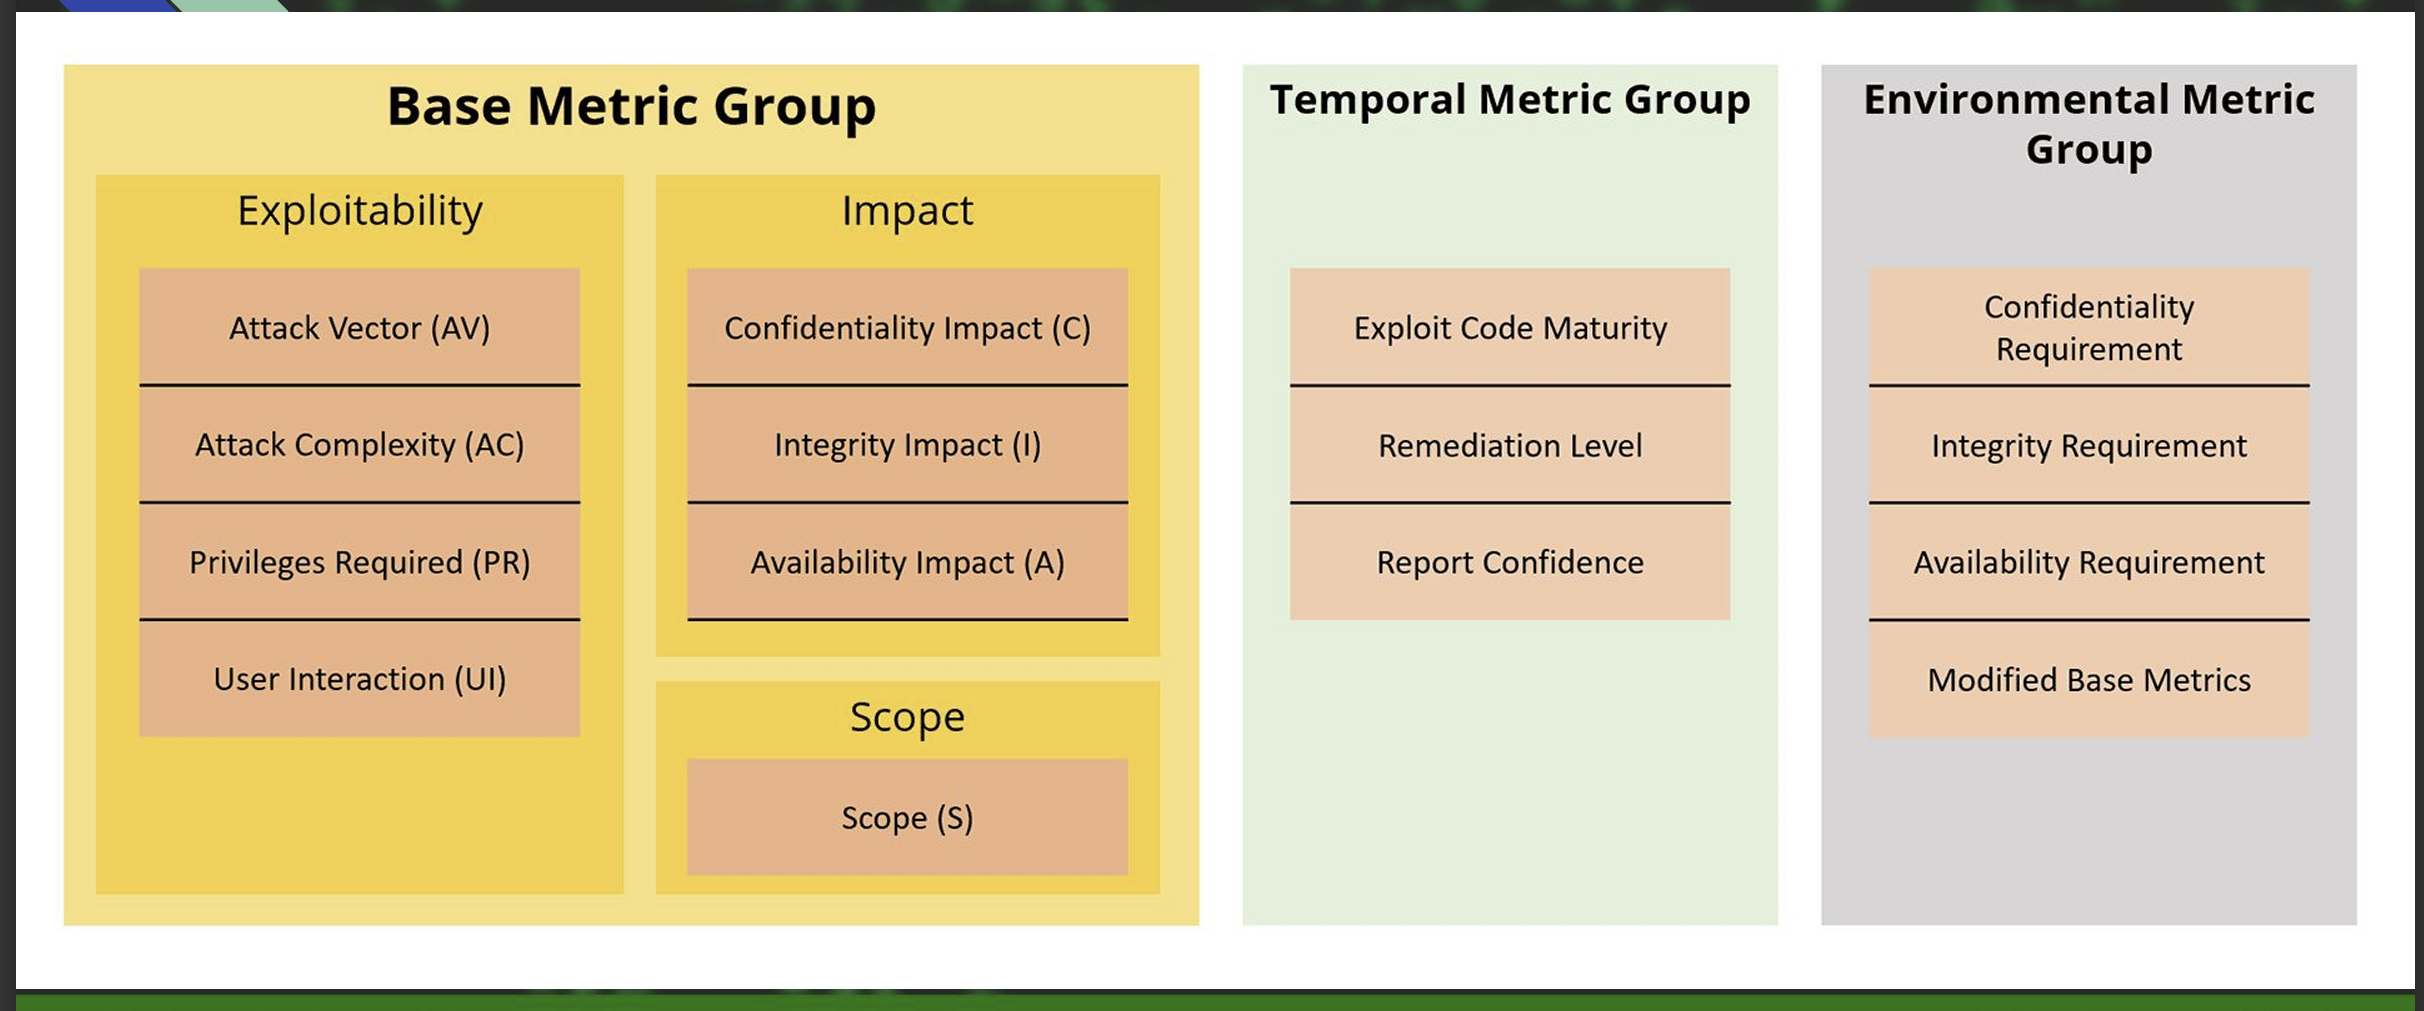 Base Metric Group
Exploitability
Attack Vector (AV)
Attack Complexity (AC)
Privileges Required (PR)
User Interaction (UI)
Impact
Confidentiality Impact (C)
Integrity Impact (I)
Availability Impact (A)
Scope
Scope (S)
Temporal Metric Group
Exploit Code Maturity
Remediation Level
Report Confidence
Environmental Metric
Group
Confidentiality
Requirement
Integrity Requirement
Availability Requirement
Modified Base Metrics